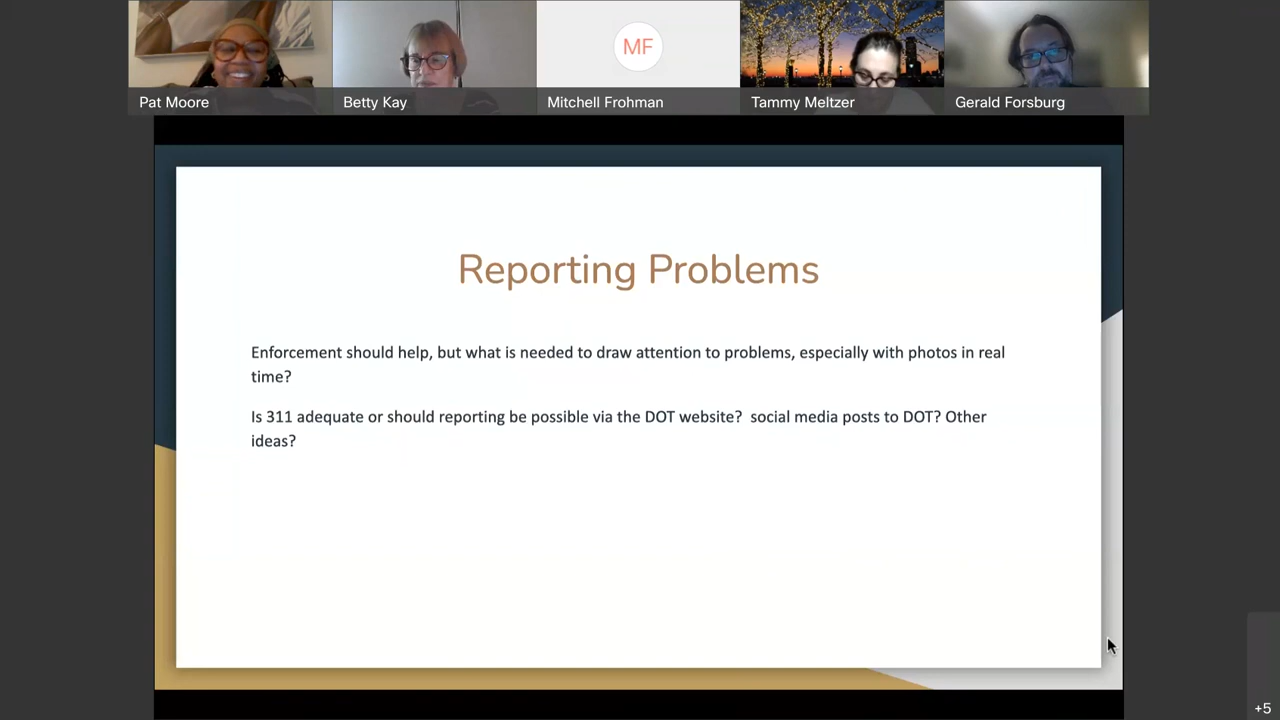 MF
Pat Moore
Betty Kay
Mitchell Frohman
Tammy Meltzer
Gerald Forsburg
Reporting Problems
Enforcement should help, but what is needed to draw attention to problems, especially with photos in real
time?
Is 311 adequate or should reporting be possible via the DOT website?  social media posts to DOT? Other
ideas?
+5